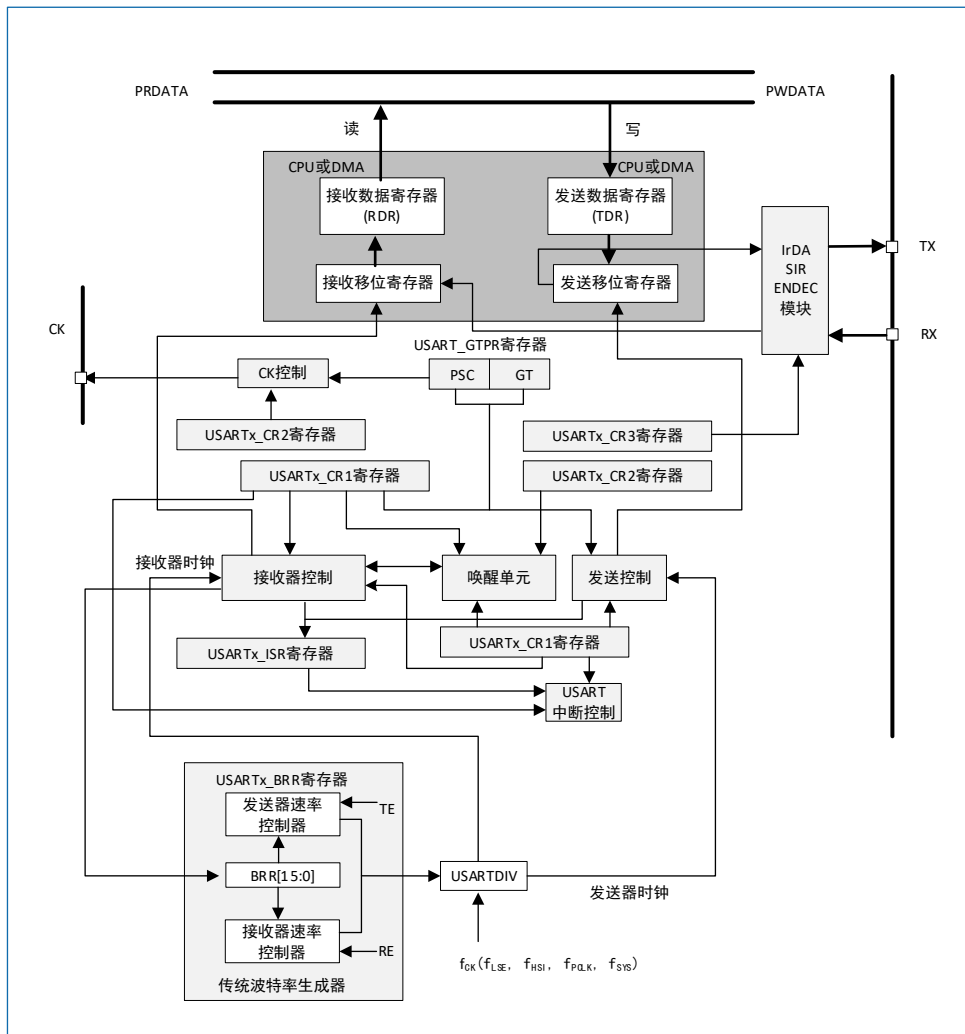 PRDATA
PWDATA
读
写
CPU或DMA
CPU或DMA
接收数据寄存器
(RDR)
发送数据寄存器
(TDR)
IrDA
SIR
ENDEC
模块
TX
接收移位寄存器
发送移位寄存器
CK
RX
USART_GTPR寄存器
CK控制
PSC
GT
USARTx_CR2寄存器
USARTx_CR3寄存器
USARTx_CR1寄存器
USARTx_CR2寄存器
接收器时钟
接收器控制
唤醒单元
发送控制
USARTx_ISR寄存器
USARTx_CR1寄存器
USART
中断控制
USARTx_BRR寄存器
发送器速率
控制器
TE
BRR[15:0]
USARTDIV
发送器时钟
接收器速率
控制器
RE
fCK(fLSE, fHSI, fPCLK, fSYS)
传统波特率生成器